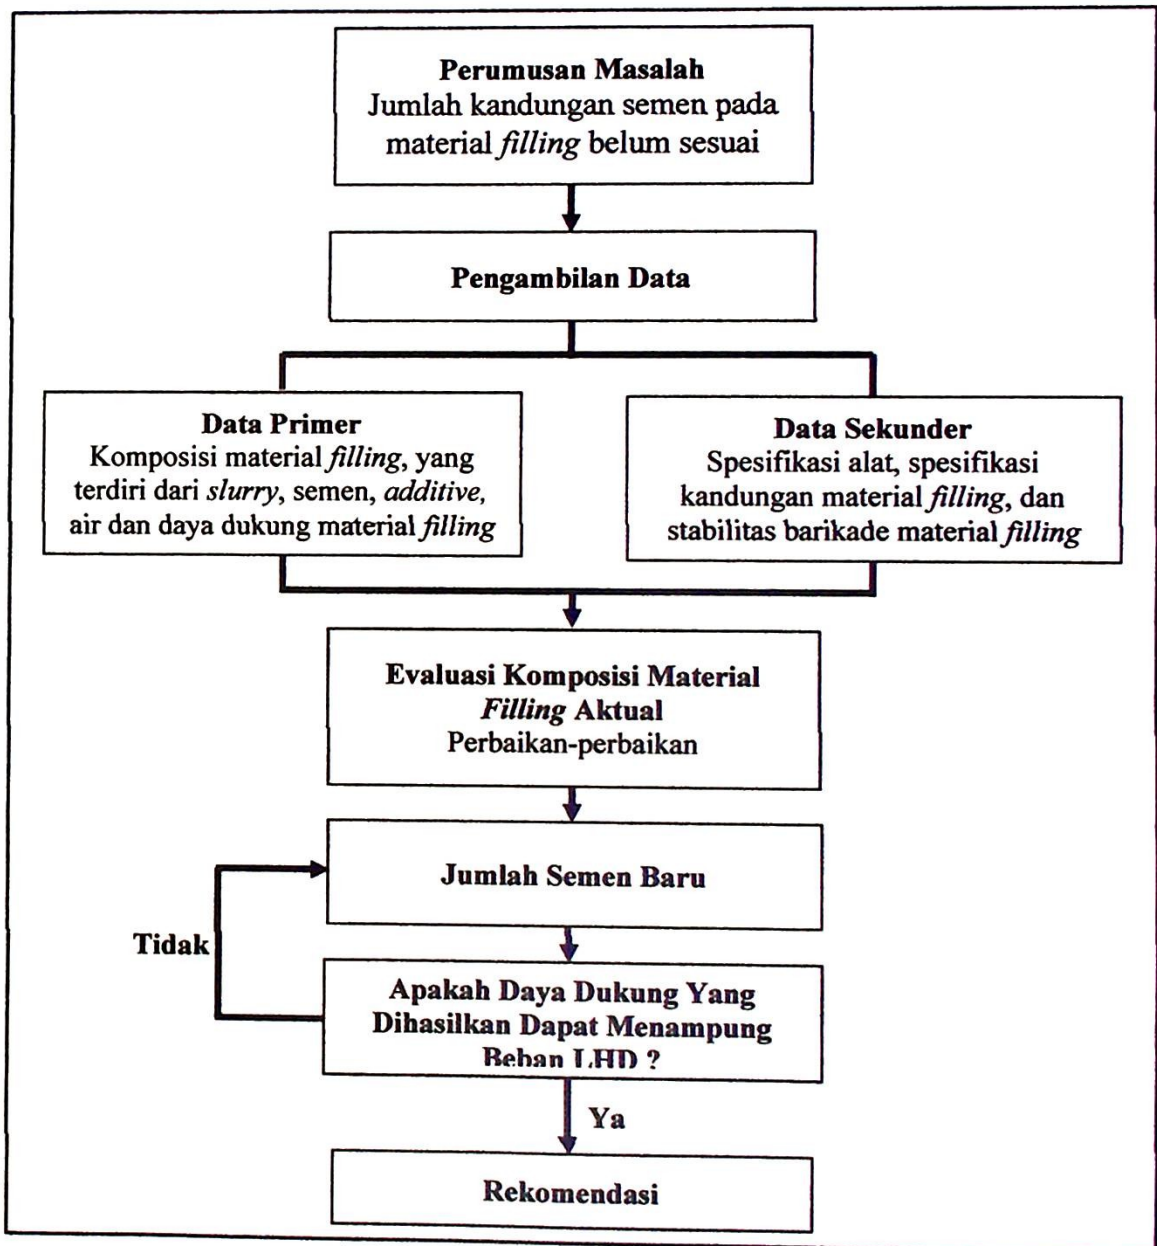 Perumusan Masalah
Jumlah kandungan semen pada
material filling belum sesuai
Pengambilan Data
Data Primer
Komposisi material filling, yang
terdiri dari slurry, semen, additive,
air dan daya dukung material filling
Data Sekunder
Spesifikasi alat, spesifikasi
kandungan material filling, dan
stabilitas barikade material filling
Evaluasi Komposisi Material
Filling Aktual
Perbaikan-perbaikan
Jumlah Semen Baru
Tidak
Apakah Daya Dukung Yang
Dihasilkan Dapat Menampung
Beban LHD ?
Ya
Rekomendasi